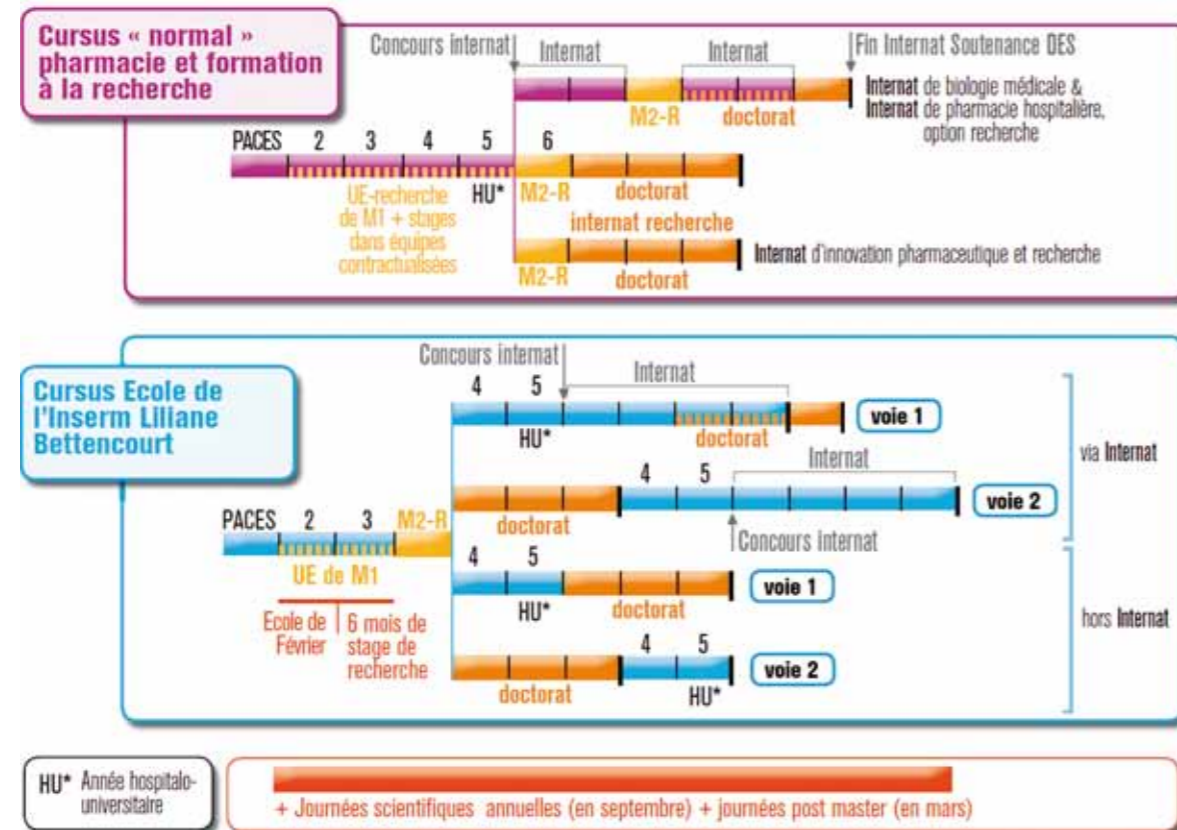 Cursus « normal »
pharmacie et formation
à la recherche
Concours internat
Internat
Internat
Fin Internat Soutenance DES
Internat de biologie médicale &
Internat de pharmacie hospitalière,
option recherche
M2-R
doctorat
PACES 2 3 4 5 6
UE-recherche
de M1 + stages
dans équipes
contractualisées
HU*
M2-R
doctorat
internat recherche
Internat d'innovation pharmaceutique et recherche
M2-R
doctorat
Cursus Ecole de
l'Inserm Liliane
Bettencourt
Concours internat
Internat
4 5
HU*
doctorat
voie 1
via Internat
Internat
4 5
doctorat
voie 2
Concours internat
PACES 2 3 M2-R
UE de M1
Ecole de
Février
6 mois de
stage de
recherche
4 5
HU*
doctorat
voie 1
hors Internat
4 5
doctorat
HU*
voie 2
HU* Année hospitalo-
universitaire
+ Journées scientifiques annuelles (en septembre) + journées post master (en mars)